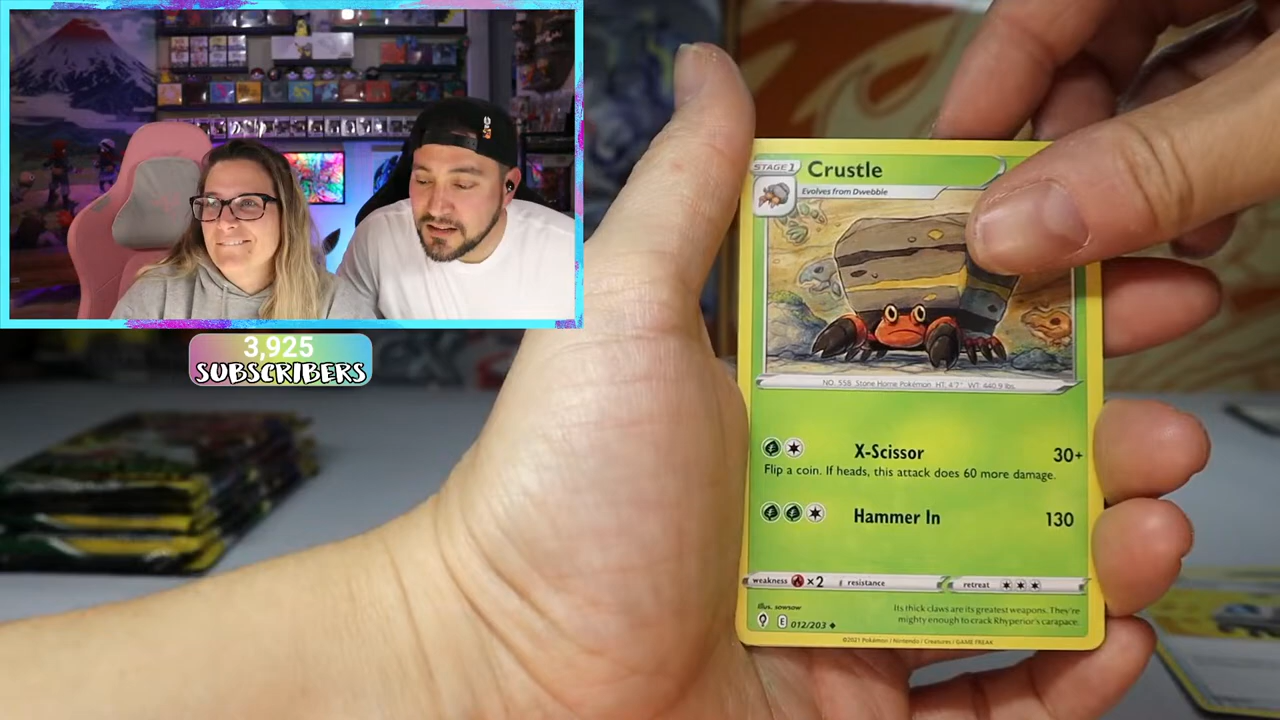 3,925
SUBSCRIBERS
STAGE 1
Crustle
Evolves from Dwebble
NO. 558 Stone Home Pokémon HT: 4'7" WT: 440.9 lbs.
X-Scissor 30+
Flip a coin. If heads, this attack does 60 more damage.
Hammer In 130
weakness ×2 resistance retreat
Illus. sowsow
E 012/203
Its thick claws are its greatest weapons. They're
mighty enough to crack Rhyperior's carapace.
©2021 Pokémon / Nintendo / Creatures / GAME FREAK